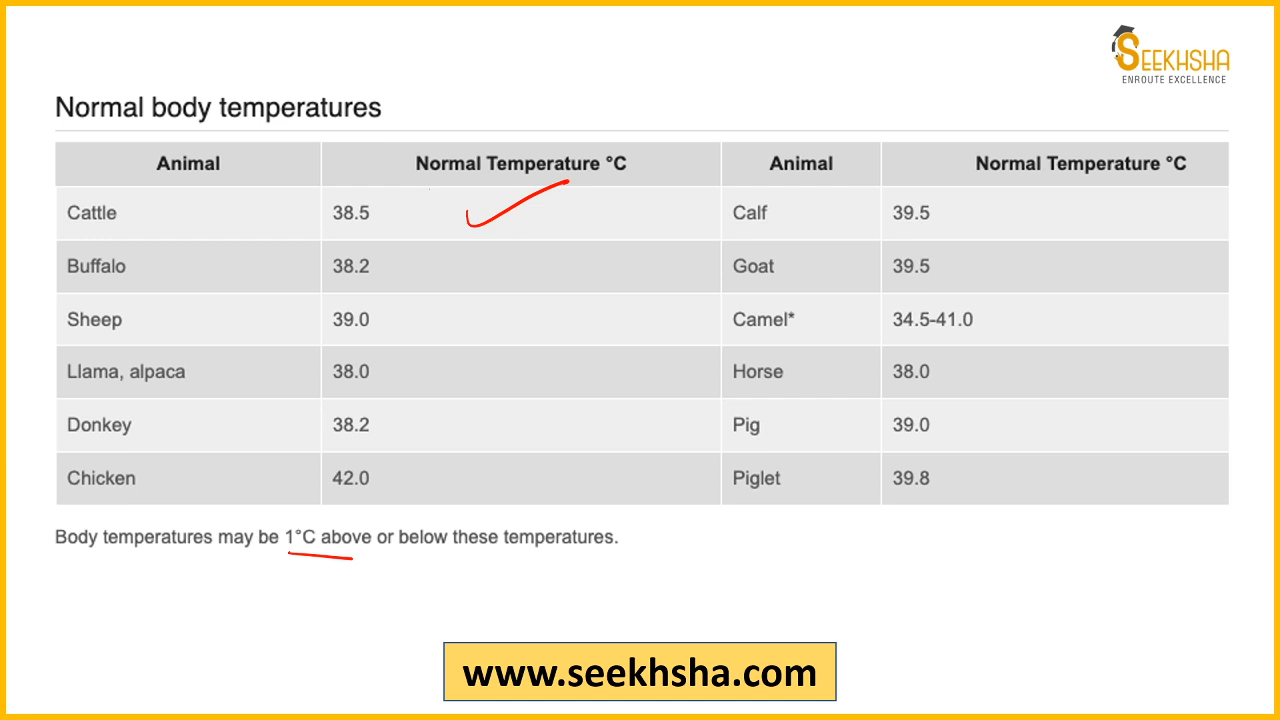 SEEKHSHA
ENROUTE EXCELLENCE
Normal body temperatures
Animal Normal Temperature °C Animal Normal Temperature °C
Cattle 38.5 Calf 39.5
Buffalo 38.2 Goat 39.5
Sheep 39.0 Camel* 34.5-41.0
Llama, alpaca 38.0 Horse 38.0
Donkey 38.2 Pig 39.0
Chicken 42.0 Piglet 39.8
Body temperatures may be 1°C above or below these temperatures.
www.seekhsha.com